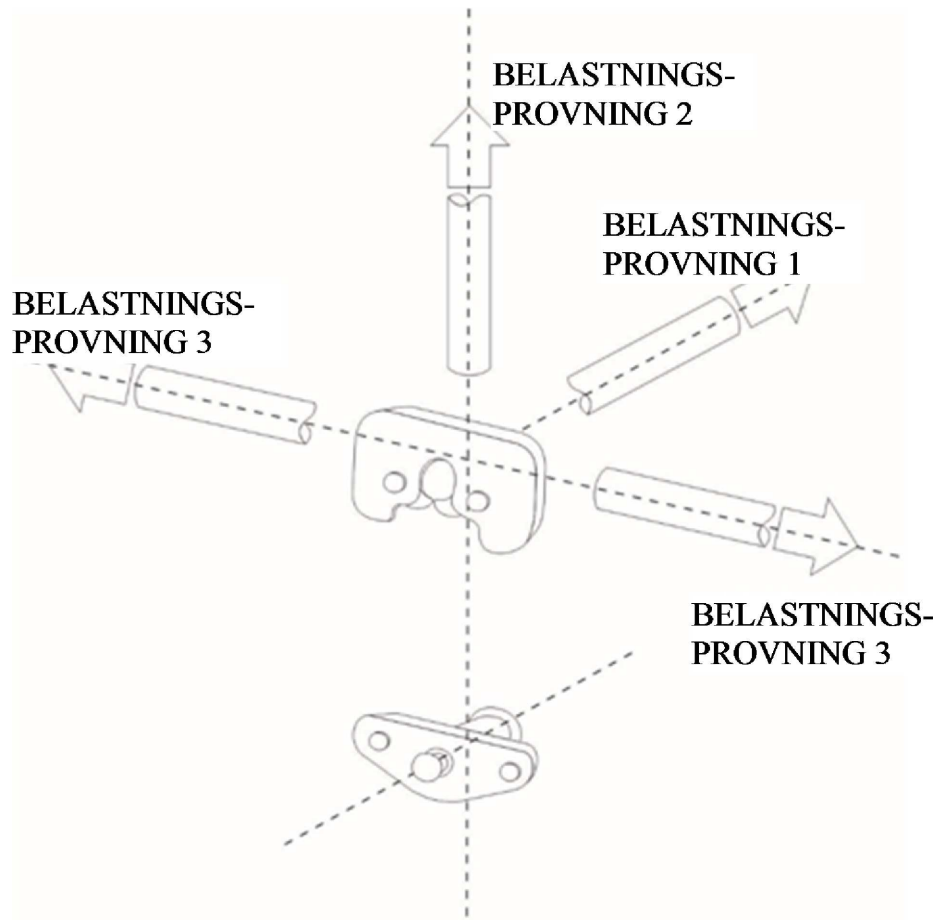 BELASTNINGS-
PROVNING 2
BELASTNINGS-
PROVNING 1
BELASTNINGS-
PROVNING 3
BELASTNINGS-
PROVNING 3